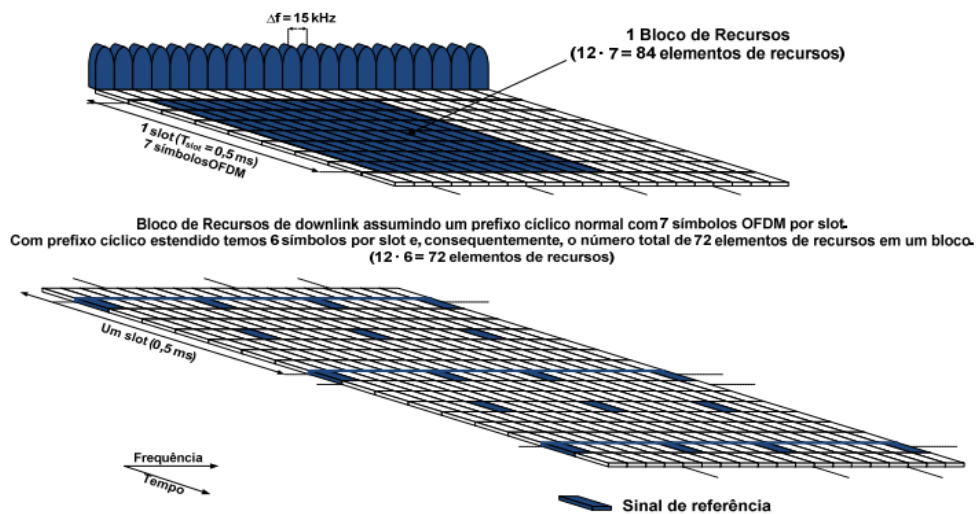 Δf = 15 kHz
1 Bloco de Recursos
(12 · 7 = 84 elementos de recursos)
1 slot (Tslot = 0,5 ms)
7 símbolosOFDM
Bloco de Recursos de downlink assumindo um prefixo cíclico normal com 7 símbolos OFDM por slot.
Com prefixo cíclico estendido temos 6 símbolos por slot e, consequentemente, o número total de 72 elementos de recursos em um bloco.
(12 · 6 = 72 elementos de recursos)
Um slot (0,5 ms)
Frequência
Tempo
Sinal de referência